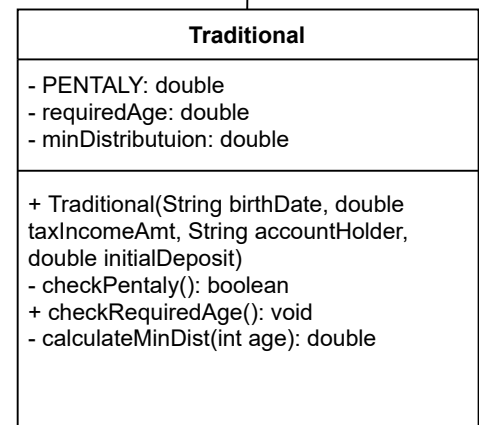 Traditional
- PENTALY: double
- requiredAge: double
- minDistributuion: double
+ Traditional(String birthDate, double
taxIncomeAmt, String accountHolder,
double initialDeposit)
- checkPentaly(): boolean
+ checkRequiredAge(): void
- calculateMinDist(int age): double